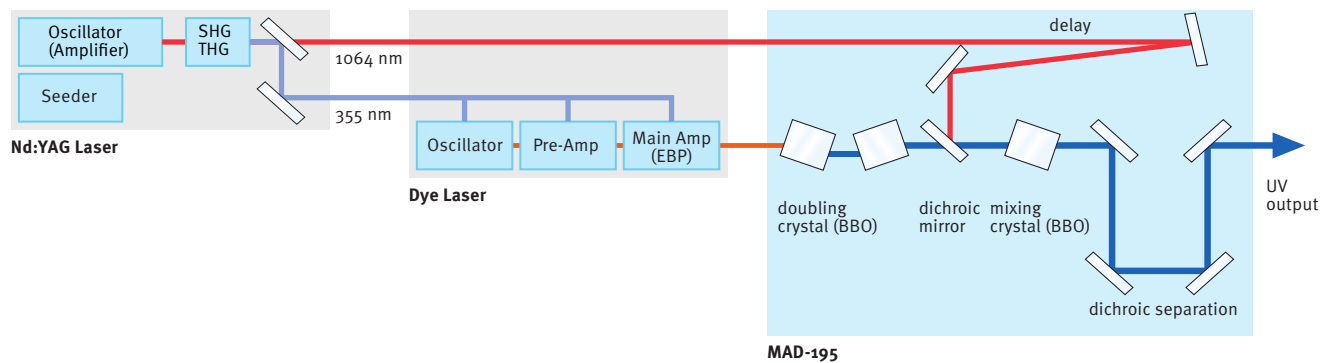 Oscillator
(Amplifier)
SHG
THG
Seeder
Nd:YAG Laser
1064 nm
355 nm
Oscillator
Pre-Amp
Main Amp
(EBP)
Dye Laser
delay
doubling
crystal (BBO)
dichroic
mirror
mixing
crystal (BBO)
dichroic separation
UV
output
MAD-195